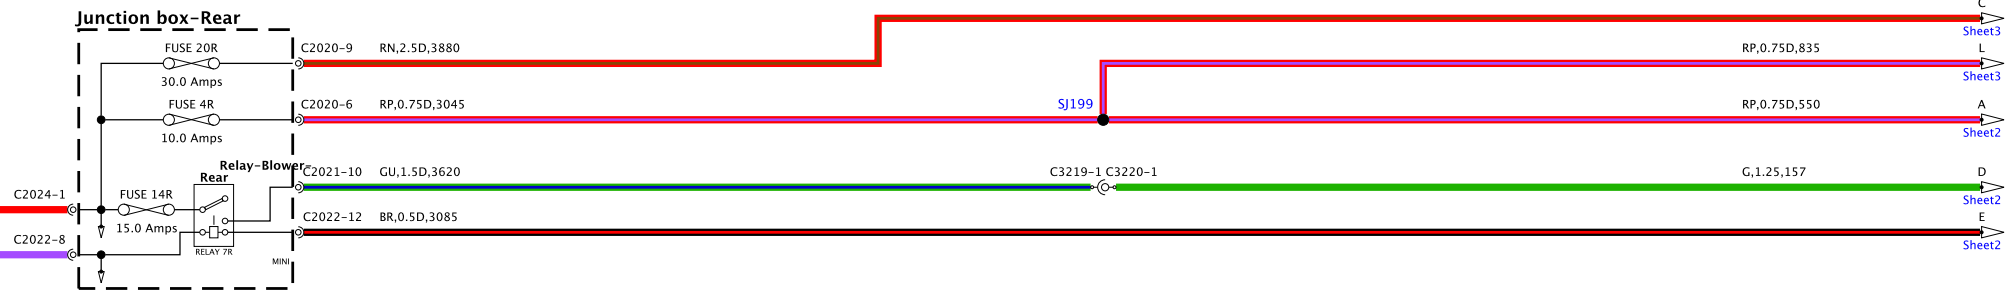 C
Junction box-Rear
Sheet3
FUSE 20R
C2020-9
RN,2.5D,3880
RP,0.75D,835
L
30.0 Amps
Sheet3
FUSE 4R
C2020-6
RP,0.75D,3045
SJ199
RP,0.75D,550
A
10.0 Amps
Sheet2
Relay-Blower-
Rear
C2021-10
GU,1.5D,3620
C3219-1
C3220-1
G,1.25,157
D
C2024-1
FUSE 14R
Sheet2
C2022-12
BR,0.5D,3085
E
15.0 Amps
C2022-8
Sheet2
RELAY 7R
MINI